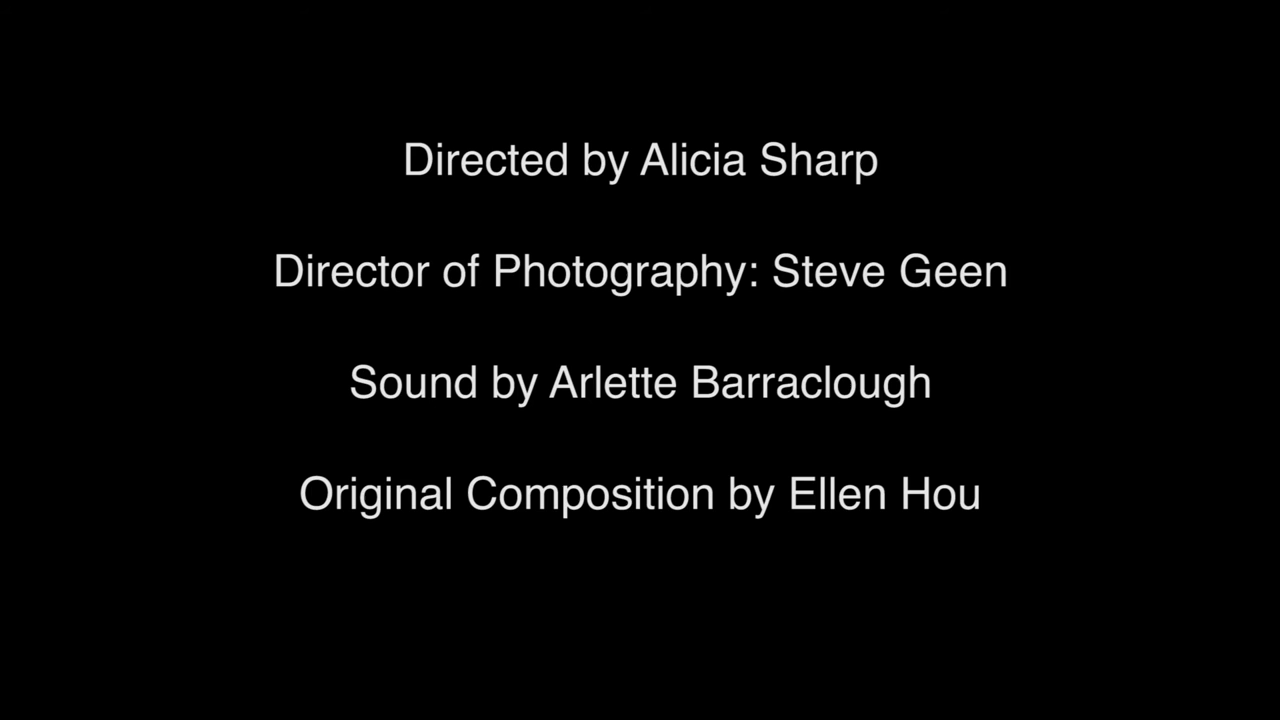 Directed by Alicia Sharp
Director of Photography: Steve Geen
Sound by Arlette Barraclough
Original Composition by Ellen Hou